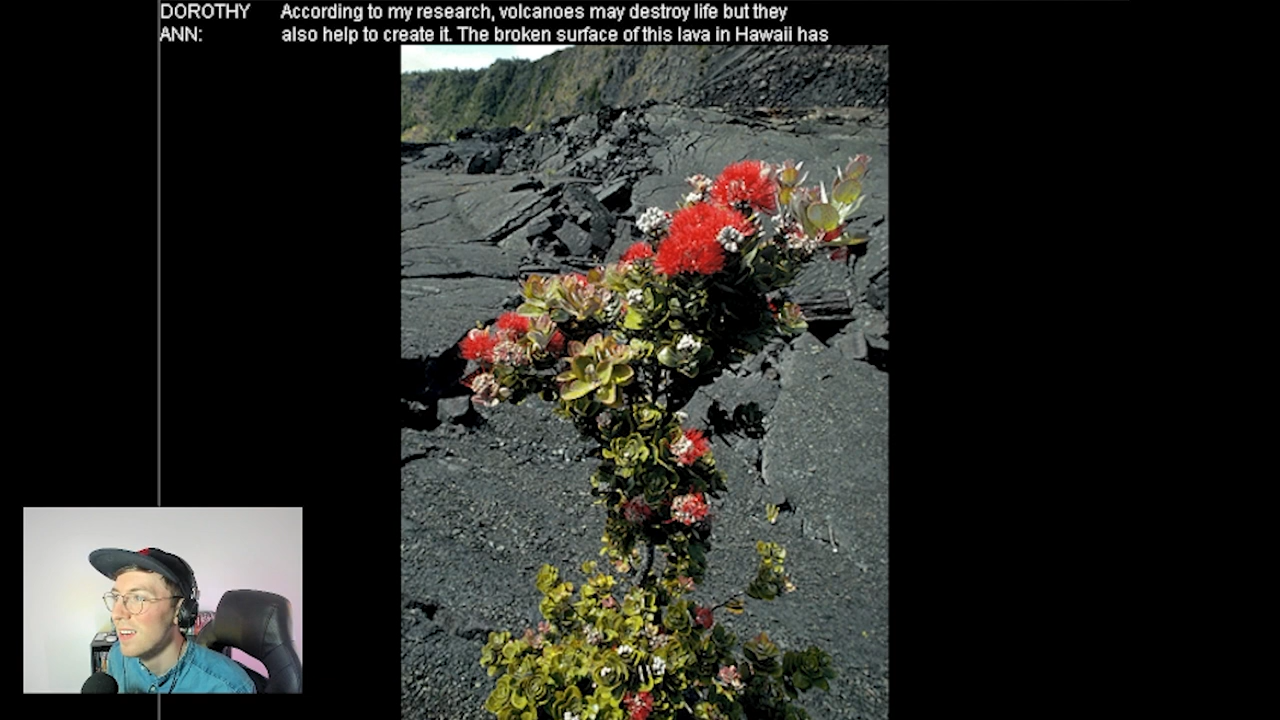 DOROTHY According to my research, volcanoes may destroy life but they
ANN: also help to create it. The broken surface of this lava in Hawaii has